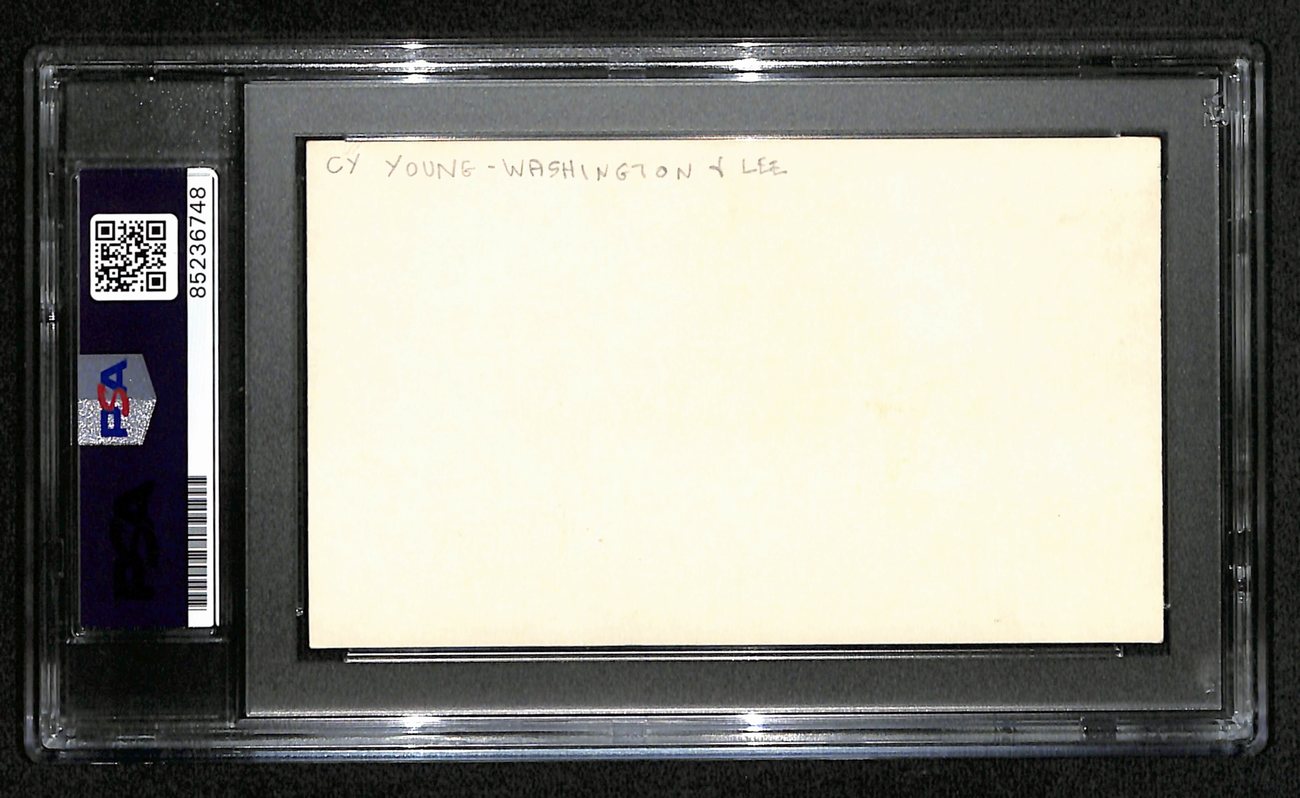 CY YOUNG - WASHINGTON & LEE
85236748
PSA
PSA